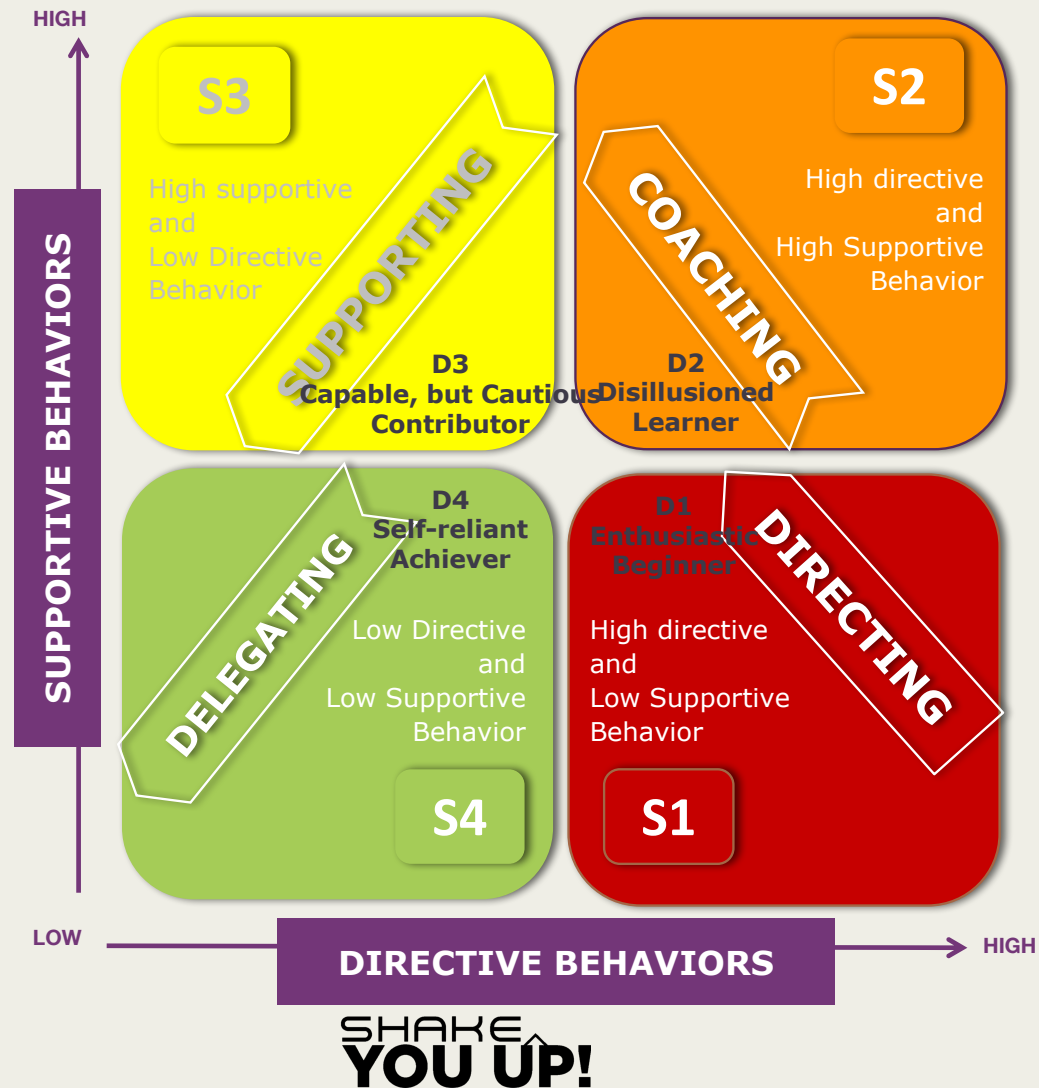 HIGH
SUPPORTIVE BEHAVIORS
S3
High supportive
and
Low Directive
Behavior
SUPPORTING
D3
Capable, but Cautious
Contributor
S2
High directive
and
High Supportive
Behavior
COACHING
D2
Disillusioned
Learner
D4
Self-reliant
Achiever
DELEGATING
Low Directive
and
Low Supportive
Behavior
S4
D1
Enthusiastic
Beginner
DIRECTING
High directive
and
Low Supportive
Behavior
S1
LOW
DIRECTIVE BEHAVIORS
HIGH
SHAKE
YOU UP!